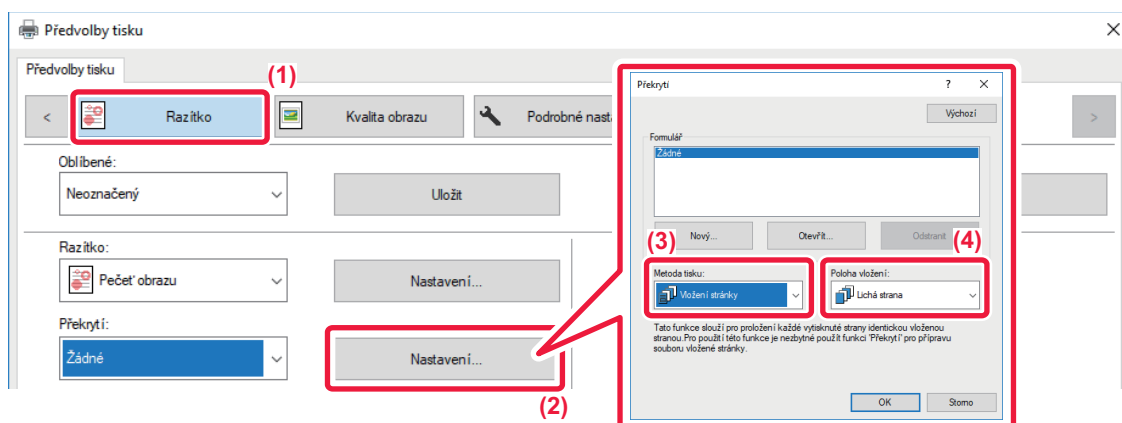 Předvolby tisku
Předvolby tisku
(1)
<
Razítko
Kvalita obrazu
Podrobné nast
>
Oblíbené:
Neoznačený
Uložit
Razítko:
Pečeť obrazu
Nastavení...
Překrytí:
Žádné
Nastavení...
(2)
Překrytí
?
Výchozí
Formulář
Žádné
Nový...
Otevřít...
Odstranit
(3)
(4)
Metoda tisku:
Vložení stránky
Poloha vložení:
Lichá strana
Tato funkce slouží pro proložení každé vytisknuté strany identickou vloženou
stranou.Pro použití této funkce je nezbytné použít funkci 'Překrytí' pro přípravu
souboru vložené stránky.
OK
Storno